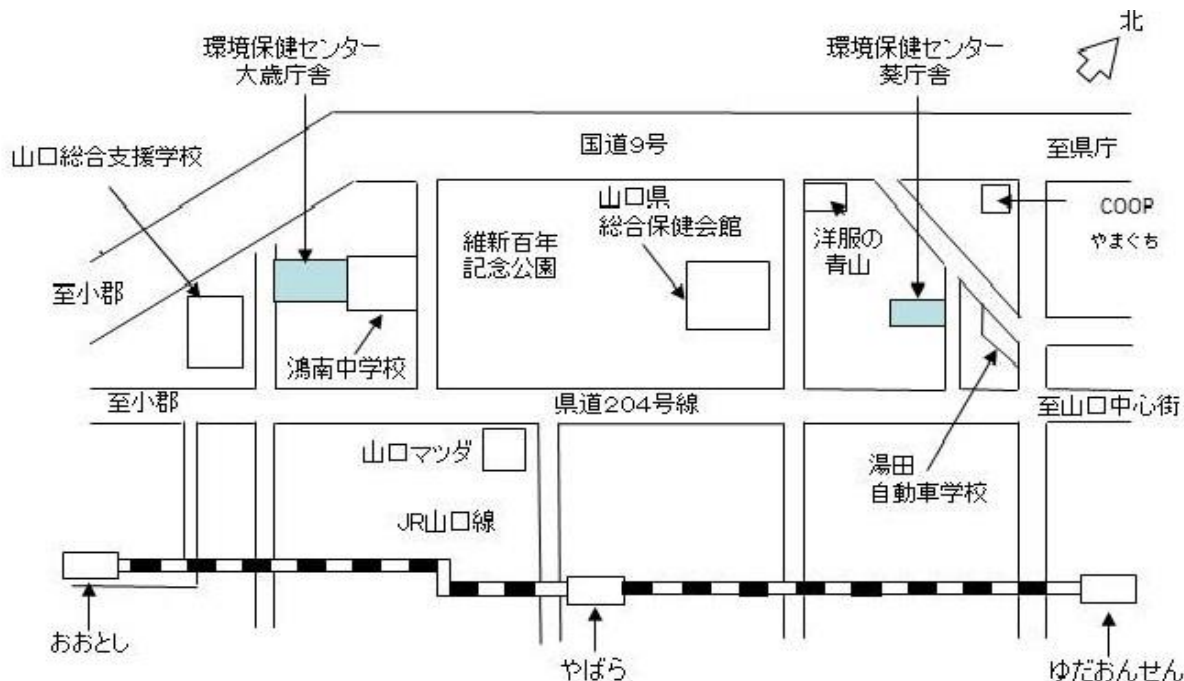 北
環境保健センター
大歳庁舎
環境保健センター
葵庁舎
山口総合支援学校
国道9号
至県庁
山口県
総合保健会館
COOP
やまぐち
維新百年
記念公園
洋服の
青山
至小郡
鴻南中学校
至小郡
県道204号線
至山口中心街
山口マツダ
湯田
自動車学校
JR山口線
おおとし
やばら
ゆだおんせん